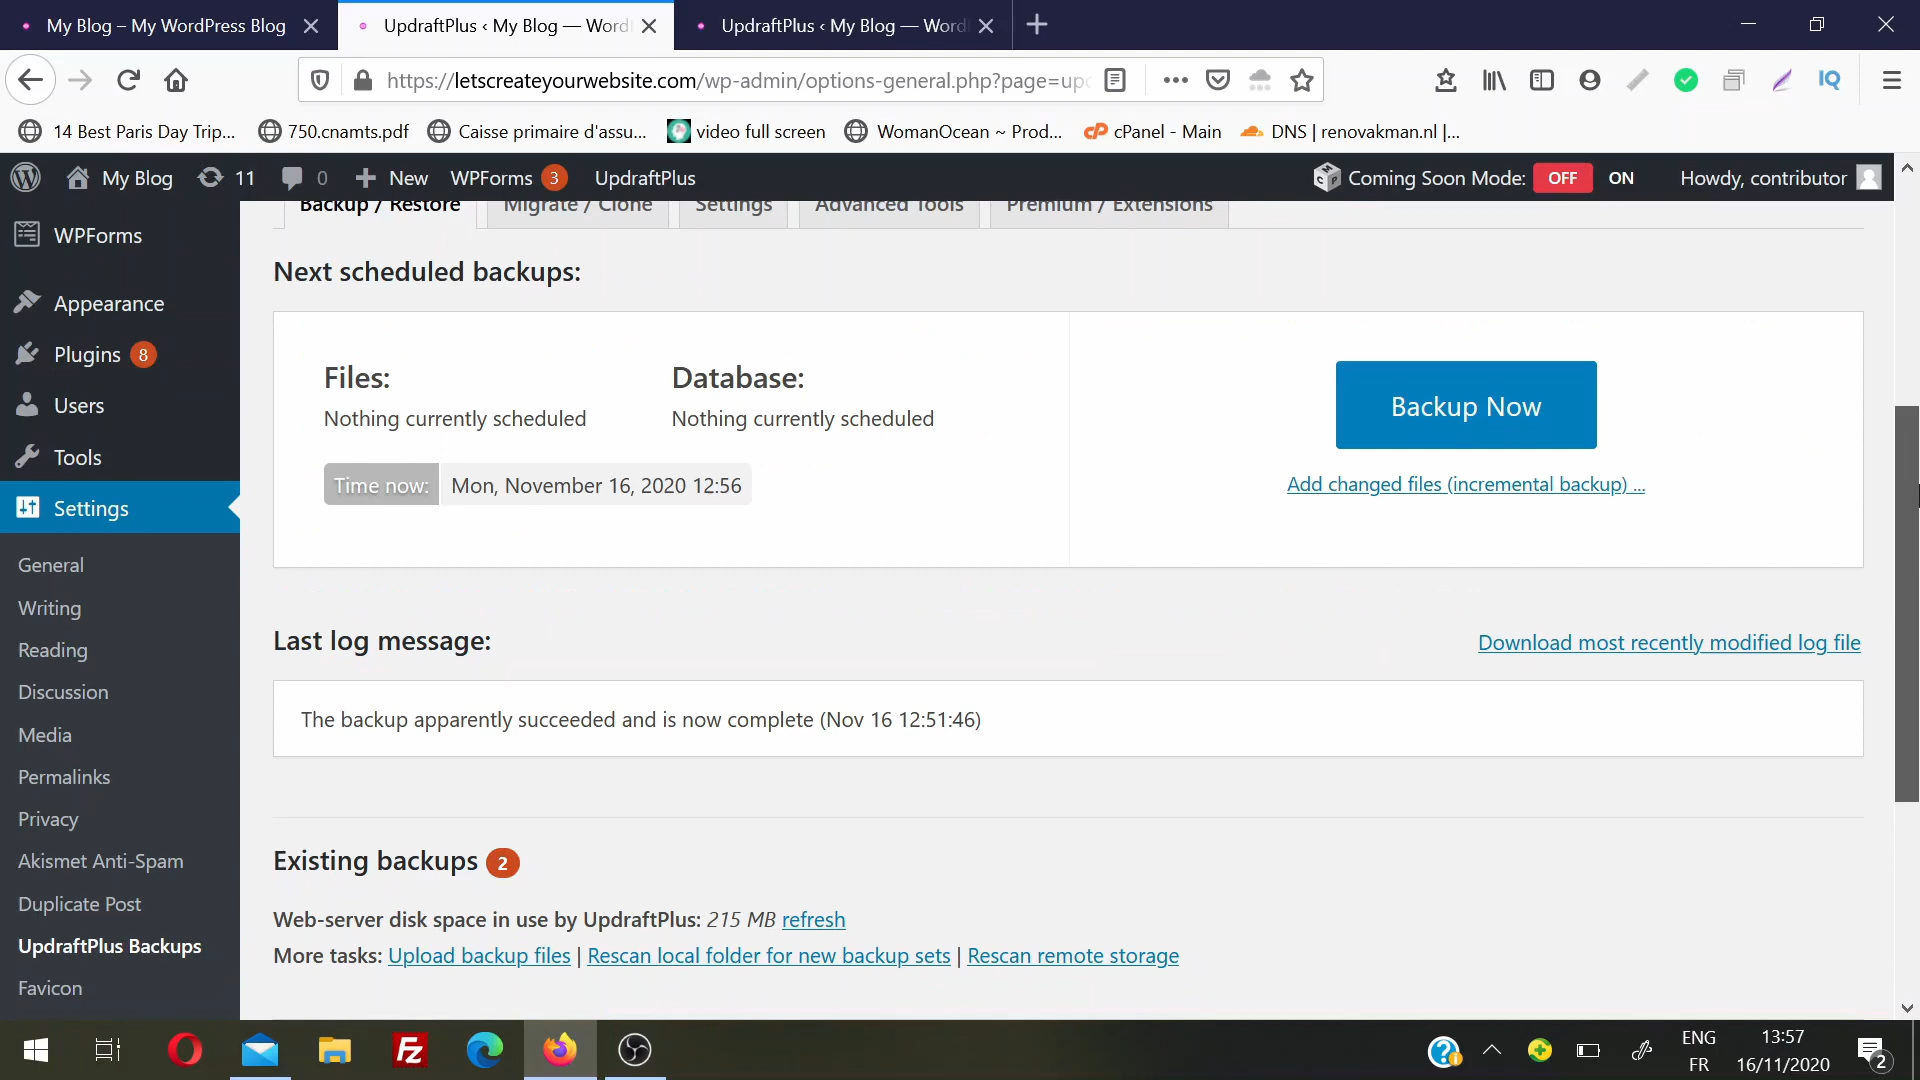 My Blog – My WordPress Blog
UpdraftPlus ‹ My Blog — Word
UpdraftPlus ‹ My Blog — Word
https://letscreateyourwebsite.com/wp-admin/options-general.php?page=upd
14 Best Paris Day Trip...
750.cnamts.pdf
Caisse primaire d'assu...
video full screen
WomanOcean ~ Prod...
cPanel - Main
DNS | renovakman.nl |...
My Blog
11
0
New
WPForms 3
UpdraftPlus
Coming Soon Mode: OFF ON
Howdy, contributor
WPForms
Appearance
Plugins 8
Users
Tools
Settings
General
Writing
Reading
Discussion
Media
Permalinks
Privacy
Akismet Anti-Spam
Duplicate Post
UpdraftPlus Backups
Favicon
Backup / Restore
Migrate / Clone
Settings
Advanced Tools
Premium / Extensions
Next scheduled backups:
Files:
Nothing currently scheduled
Database:
Nothing currently scheduled
Time now: Mon, November 16, 2020 12:56
Backup Now
Add changed files (incremental backup) ...
Last log message:
Download most recently modified log file
The backup apparently succeeded and is now complete (Nov 16 12:51:46)
Existing backups 2
Web-server disk space in use by UpdraftPlus: 215 MB refresh
More tasks: Upload backup files | Rescan local folder for new backup sets | Rescan remote storage
ENG
FR
13:57
16/11/2020
2